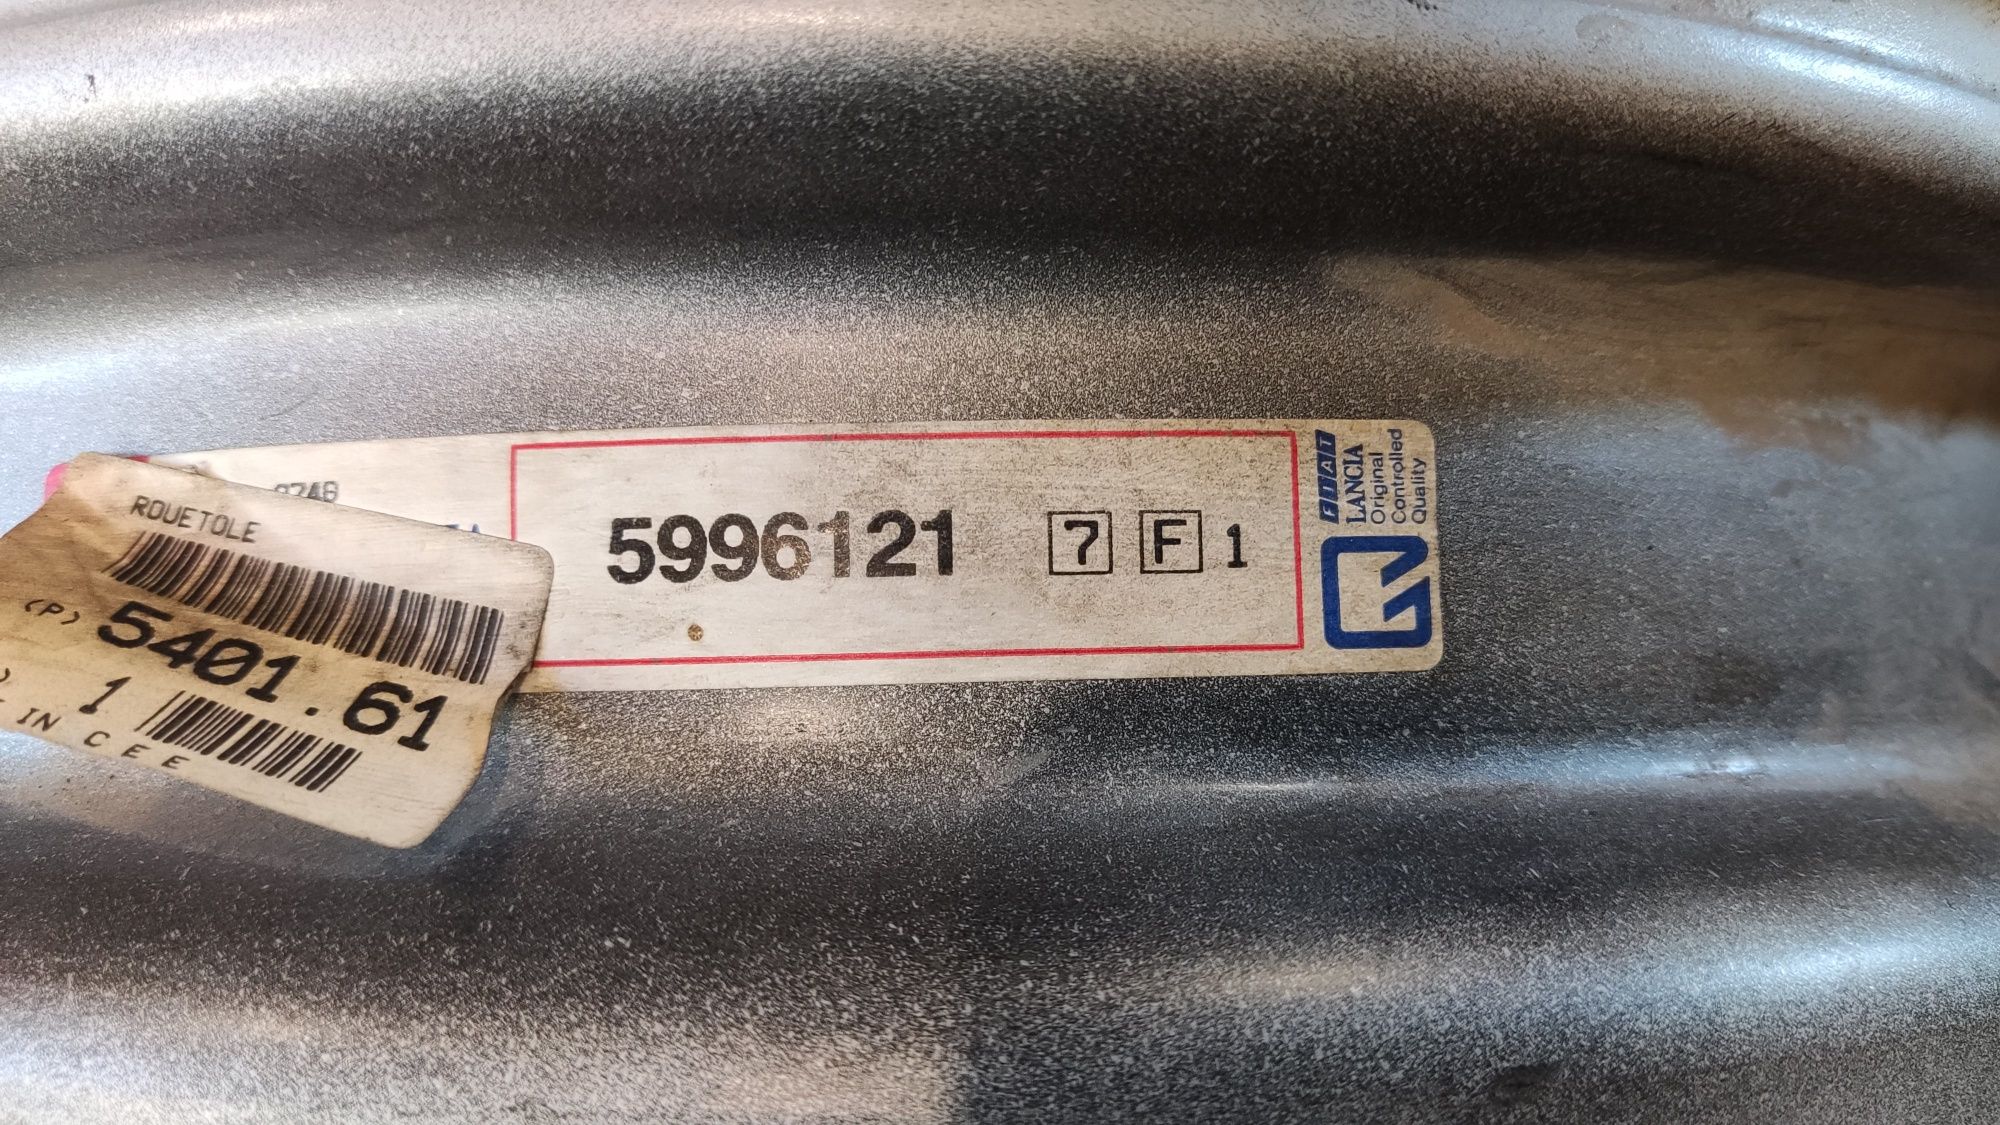 ROUETOLE
(P) 5401.61
1
IN CEE
5996121 7 F 1
FIAT
LANCIA
Original
Controlled
Quality